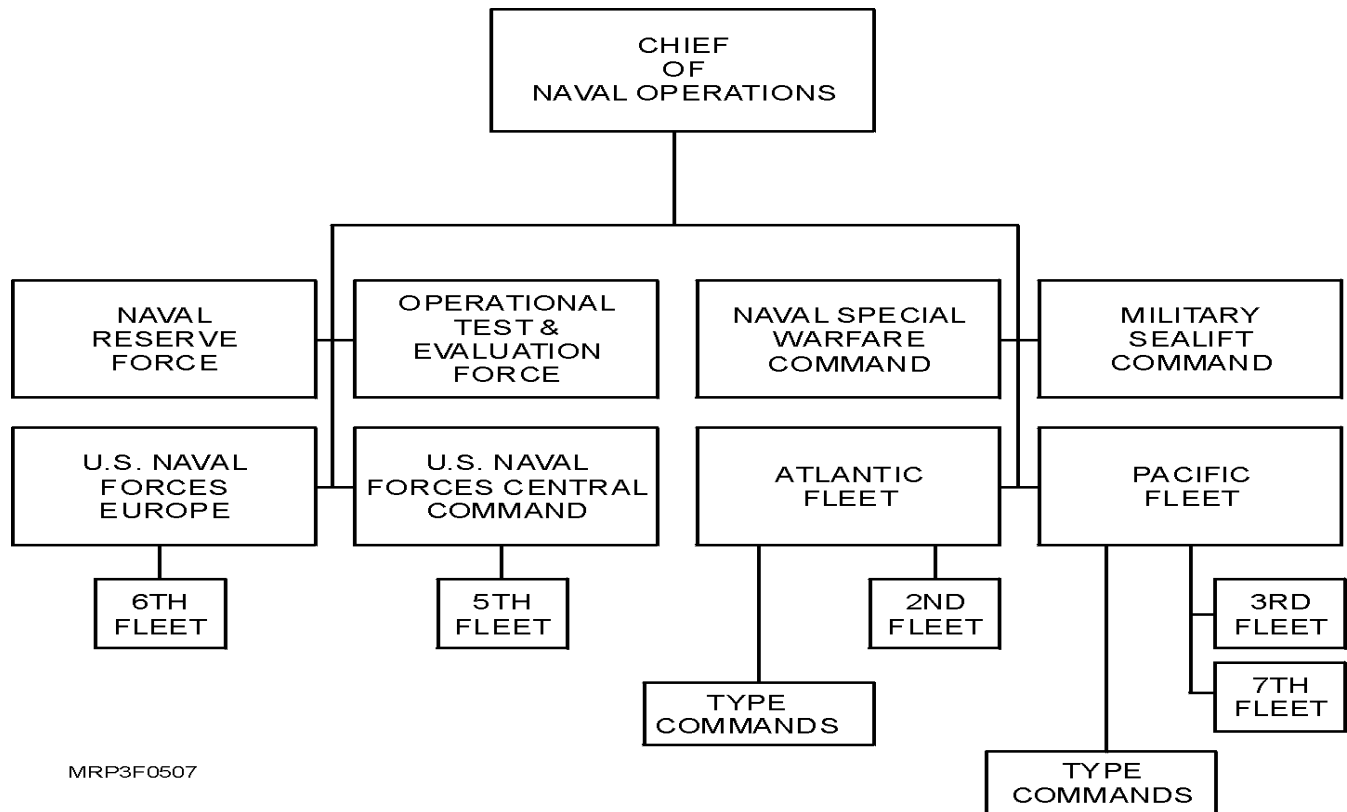 CHIEF
OF
NAVAL OPERATIONS
NAVAL
RESERVE
FORCE
OPERATIONAL
TEST &
EVALUATION
FORCE
NAVAL SPECIAL
WARFARE
COMMAND
MILITARY
SEALIFT
COMMAND
U.S. NAVAL
FORCES
EUROPE
U.S. NAVAL
FORCES CENTRAL
COMMAND
ATLANTIC
FLEET
PACIFIC
FLEET
6TH
FLEET
5TH
FLEET
2ND
FLEET
3RD
FLEET
7TH
FLEET
TYPE
COMMANDS
TYPE
COMMANDS
MRP3F0507